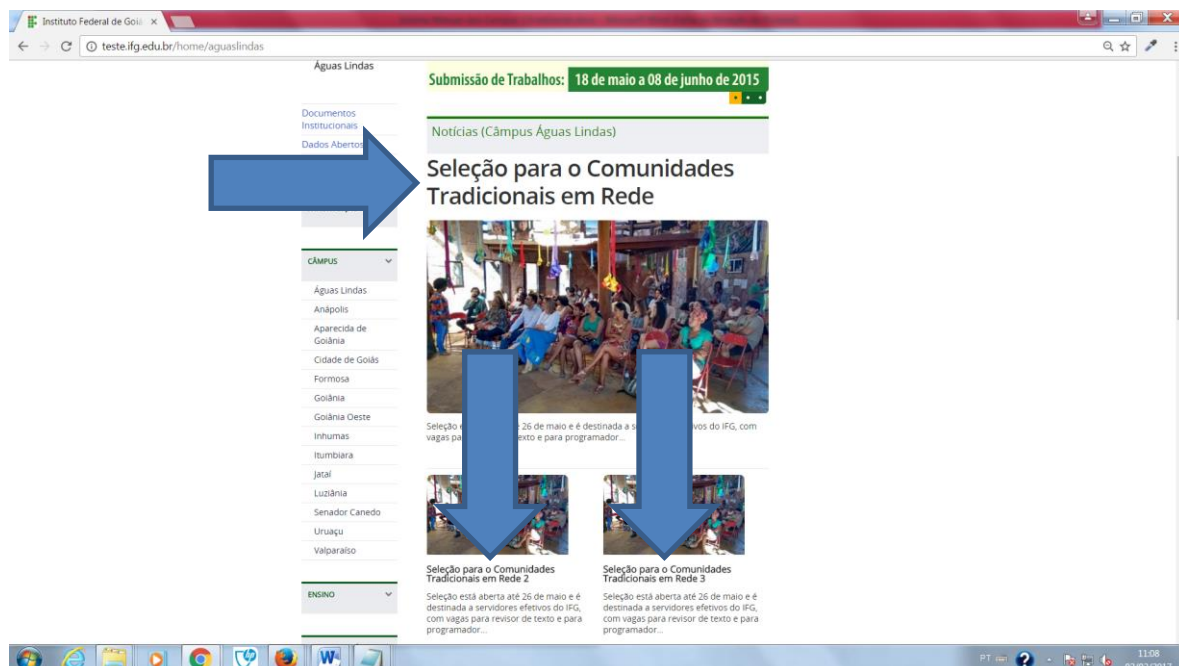 Instituto Federal de Goiá
teste.ifg.edu.br/home/aguaslindas
Águas Lindas
Documentos
Institucionais
Dados Abertos
CÂMPUS
Águas Lindas
Anápolis
Aparecida de
Goiânia
Cidade de Goiás
Formosa
Goiânia
Goiânia Oeste
Inhumas
Itumbiara
Jataí
Luziânia
Senador Canedo
Uruaçu
Valparaíso
ENSINO
Submissão de Trabalhos: 18 de maio a 08 de junho de 2015
Notícias (Câmpus Águas Lindas)
Seleção para o Comunidades
Tradicionais em Rede
Seleção 26 de maio e é destinada a do IFG, com
vagas texto e para programador...
Seleção para o Comunidades
Tradicionais em Rede 2
Seleção está aberta até 26 de maio e é
destinada a servidores efetivos do IFG,
com vagas para revisor de texto e para
programador...
Seleção para o Comunidades
Tradicionais em Rede 3
Seleção está aberta até 26 de maio e é
destinada a servidores efetivos do IFG,
com vagas para revisor de texto e para
programador...
PT
11:08